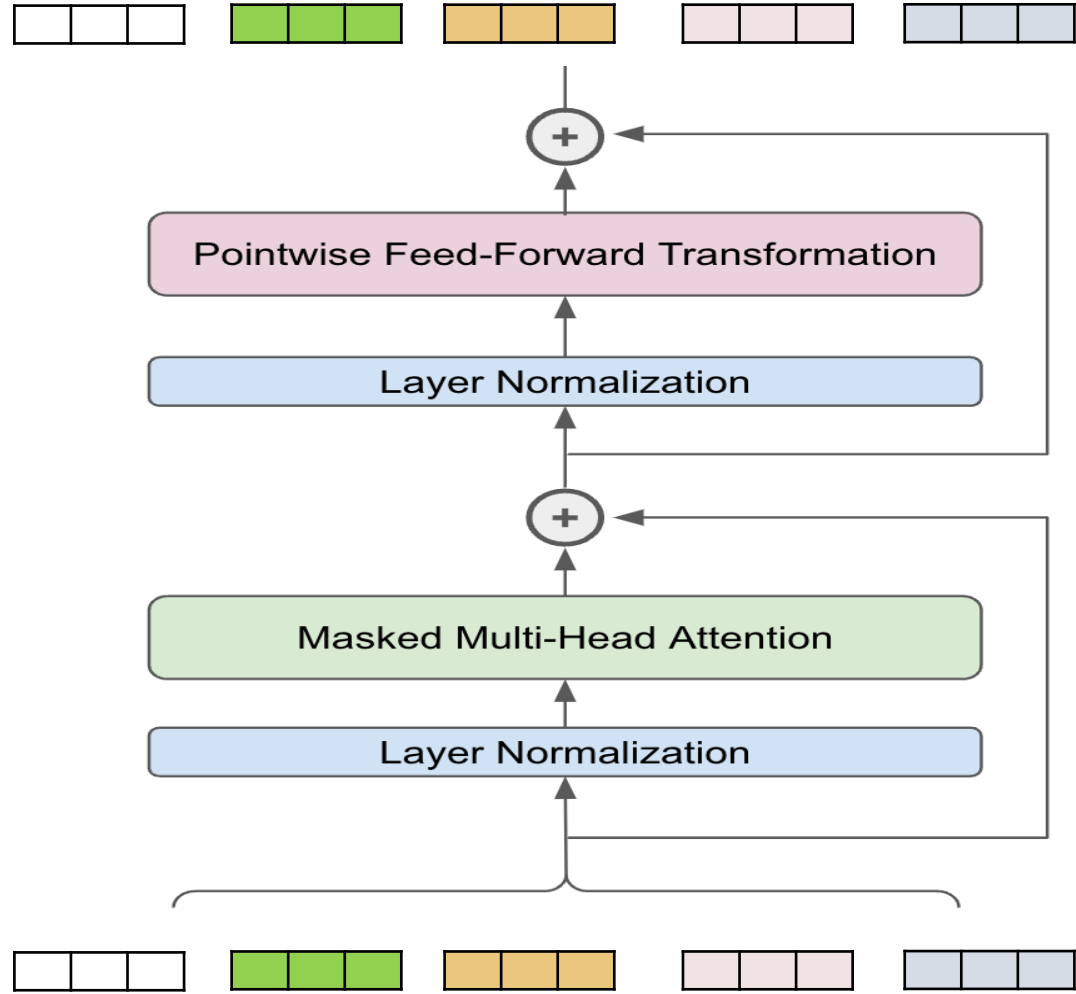 +
Pointwise Feed-Forward Transformation
Layer Normalization
+
Masked Multi-Head Attention
Layer Normalization